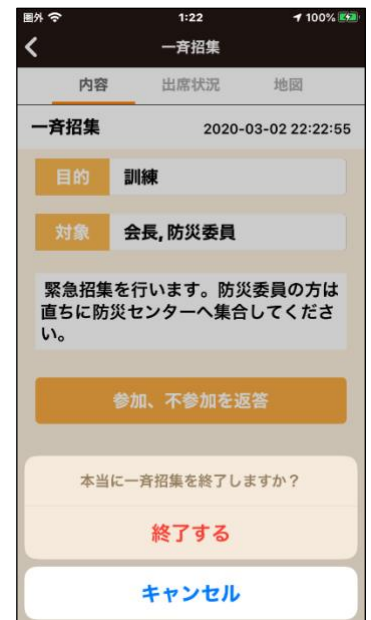 圏外 1:22 100%
一斉招集
内容 出席状況 地図
一斉招集 2020-03-02 22:22:55
目的 訓練
対象 会長, 防災委員
緊急招集を行います。防災委員の方は
直ちに防災センターへ集合してくださ
い。
参加、不参加を返答
本当に一斉招集を終了しますか？
終了する
キャンセル